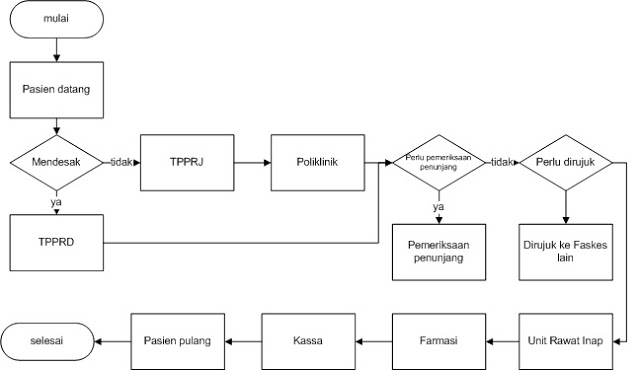 mulai
Pasien datang
Mendesak
tidak
TPPRJ
Poliklinik
Perlu pemeriksaan
penunjang
tidak
Perlu dirujuk
ya
TPPRD
ya
Pemeriksaan
penunjang
Dirujuk ke Faskes
lain
selesai
Pasien pulang
Kassa
Farmasi
Unit Rawat Inap